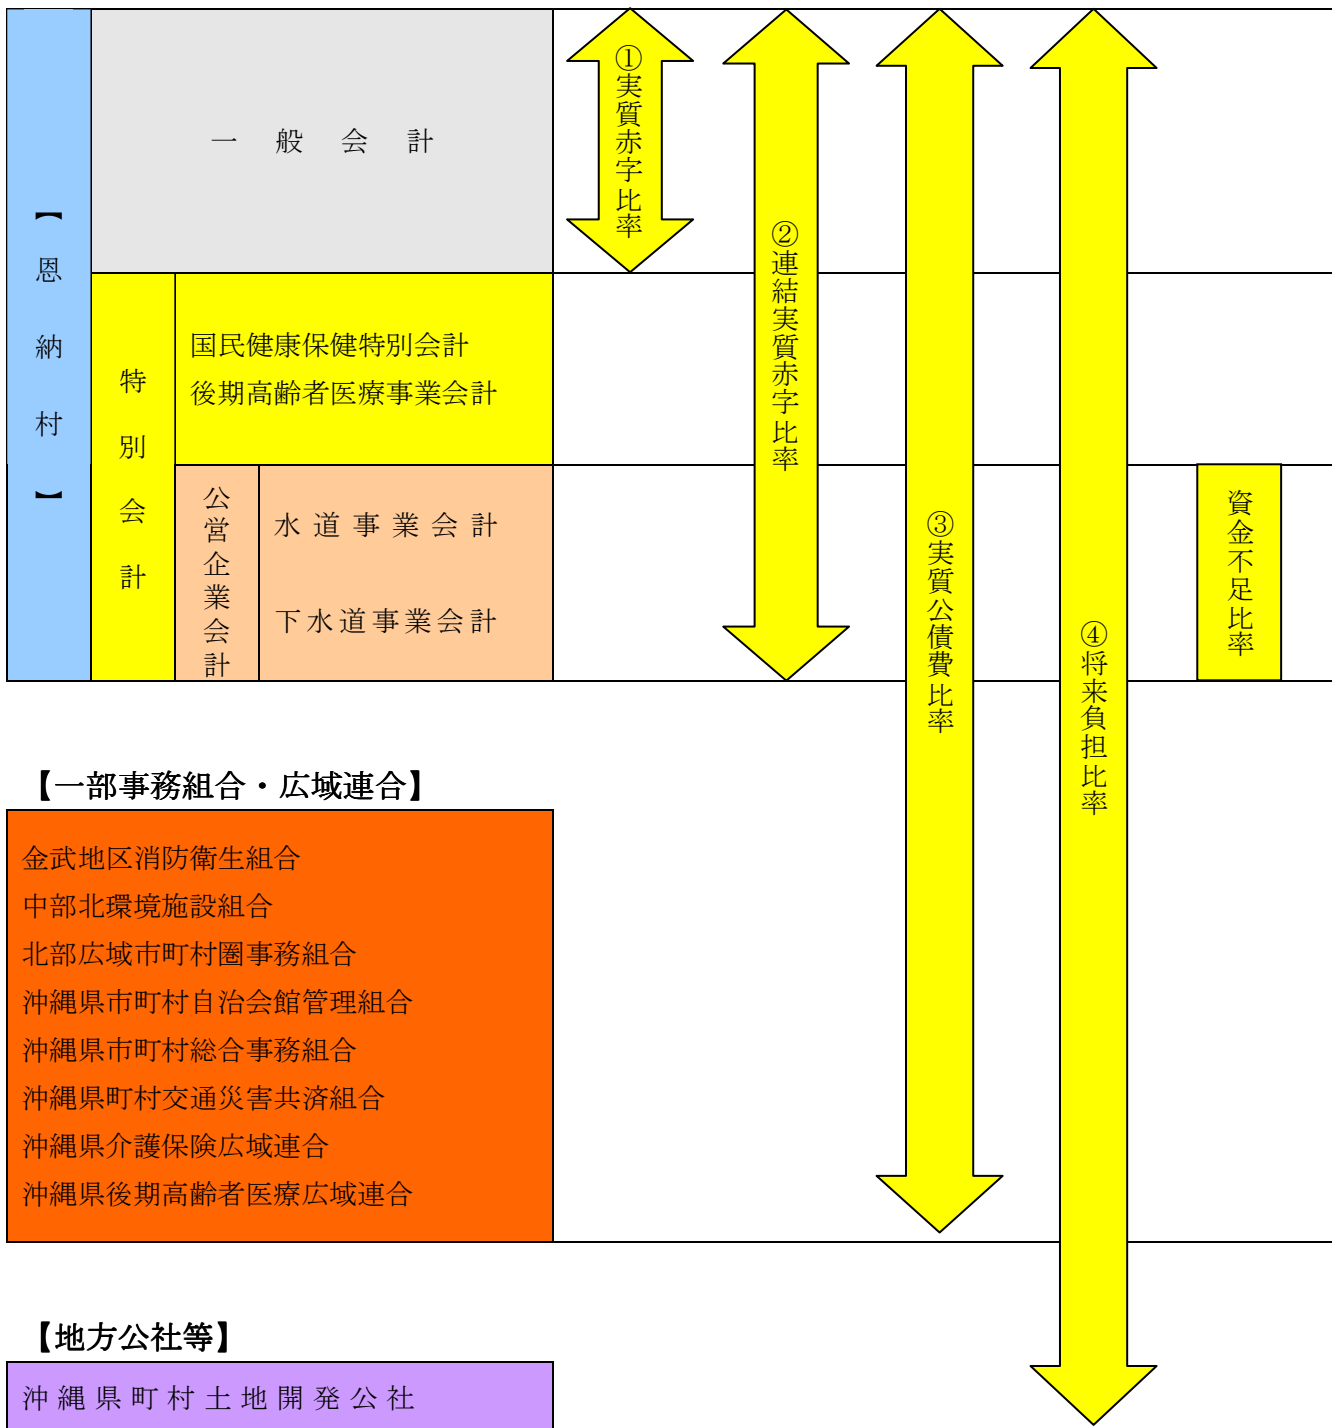 【恩納村】
一般会計
特別会計
国民健康保健特別会計
後期高齢者医療事業会計
公営企業会計
水道事業会計
下水道事業会計
①実質赤字比率
②連結実質赤字比率
③実質公債費比率
④将来負担比率
資金不足比率
【一部事務組合・広域連合】
金武地区消防衛生組合
中部北環境施設組合
北部広域市町村圏事務組合
沖縄県市町村自治会館管理組合
沖縄県市町村総合事務組合
沖縄県町村交通災害共済組合
沖縄県介護保険広域連合
沖縄県後期高齢者医療広域連合
【地方公社等】
沖縄県町村土地開発公社